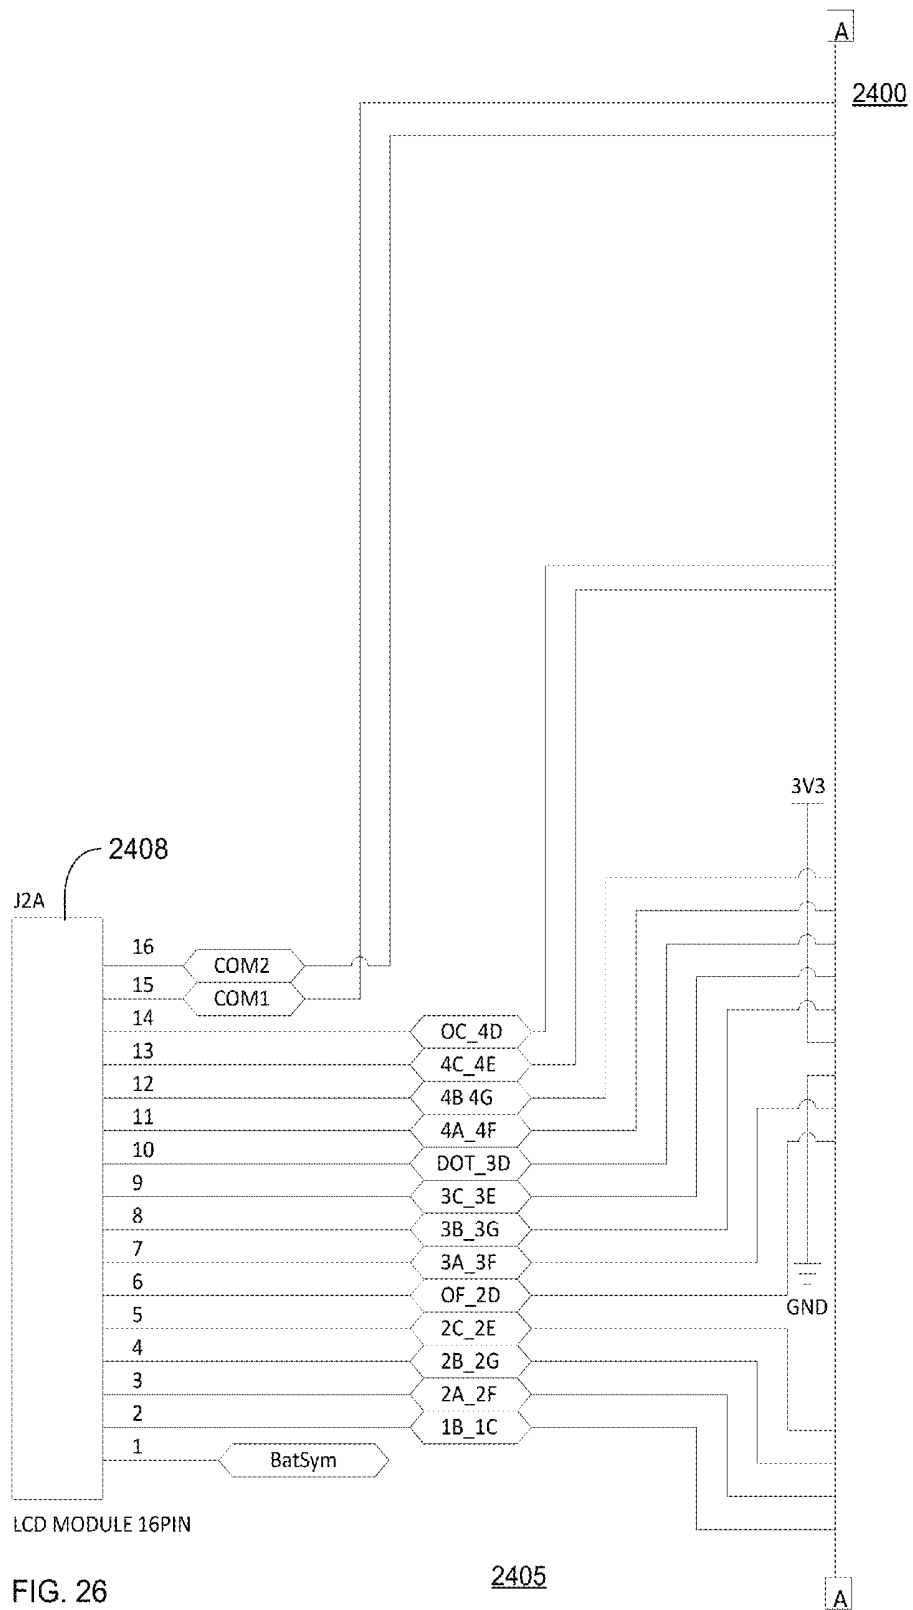 A
2400
3V3
2408
J2A
16 COM2
15 COM1
14 OC_4D
13 4C_4E
12 4B 4G
11 4A_4F
10 DOT_3D
9 3C_3E
8 3B_3G
7 3A_3F
6 OF_2D
GND
5 2C_2E
4 2B_2G
3 2A_2F
2 1B_1C
1 BatSym
LCD MODULE 16PIN
FIG. 26
2405
A